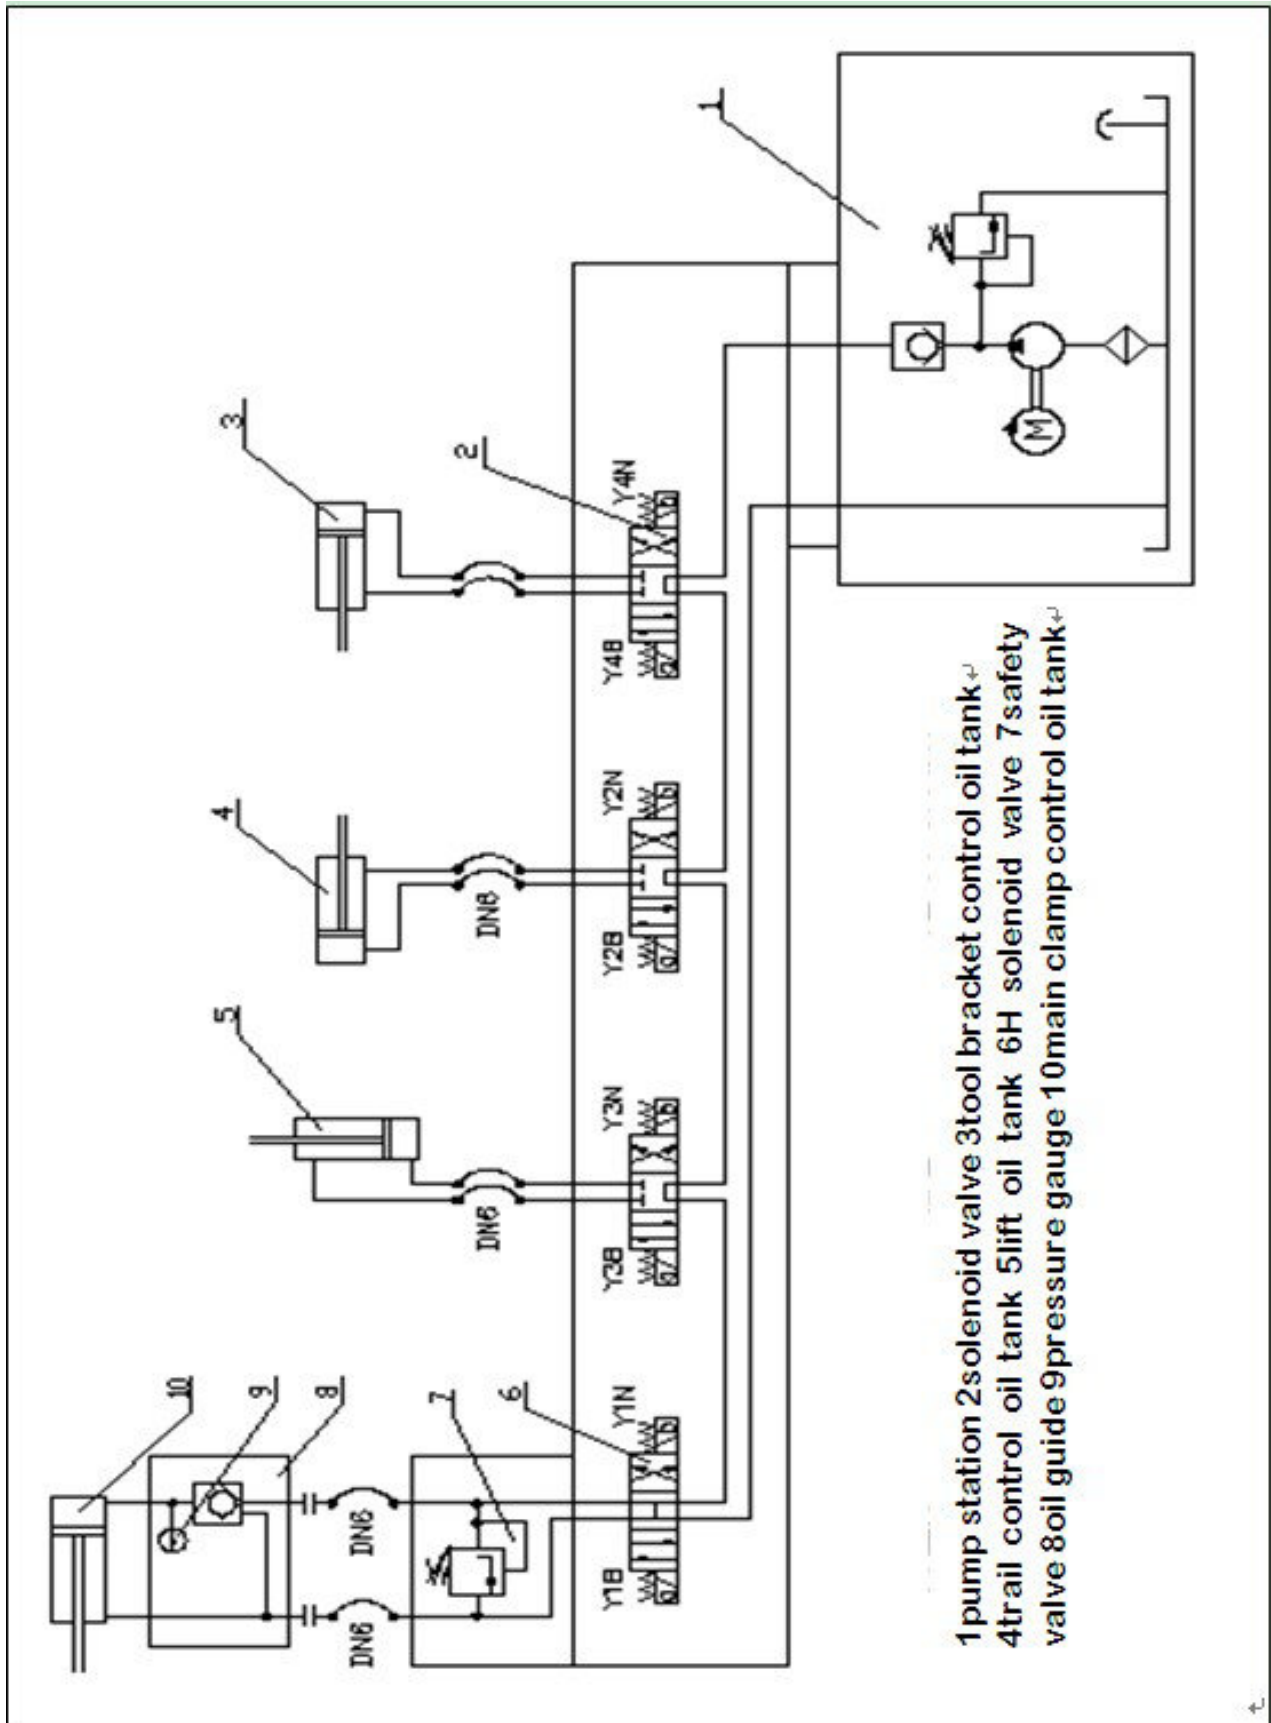 10
9
8
5
4
3
DN6
DN6
7
DN6
DN8
2
6
Y1B
Y1N
Y3B
Y3N
Y2B
Y2N
Y4B
Y4N
1
M
1pump station 2solenoid valve 3tool bracket control oil tank
4trail control oil tank 5lift oil tank 6H solenoid valve 7safety
valve 8oil guide 9pressure gauge 10main clamp control oil tank